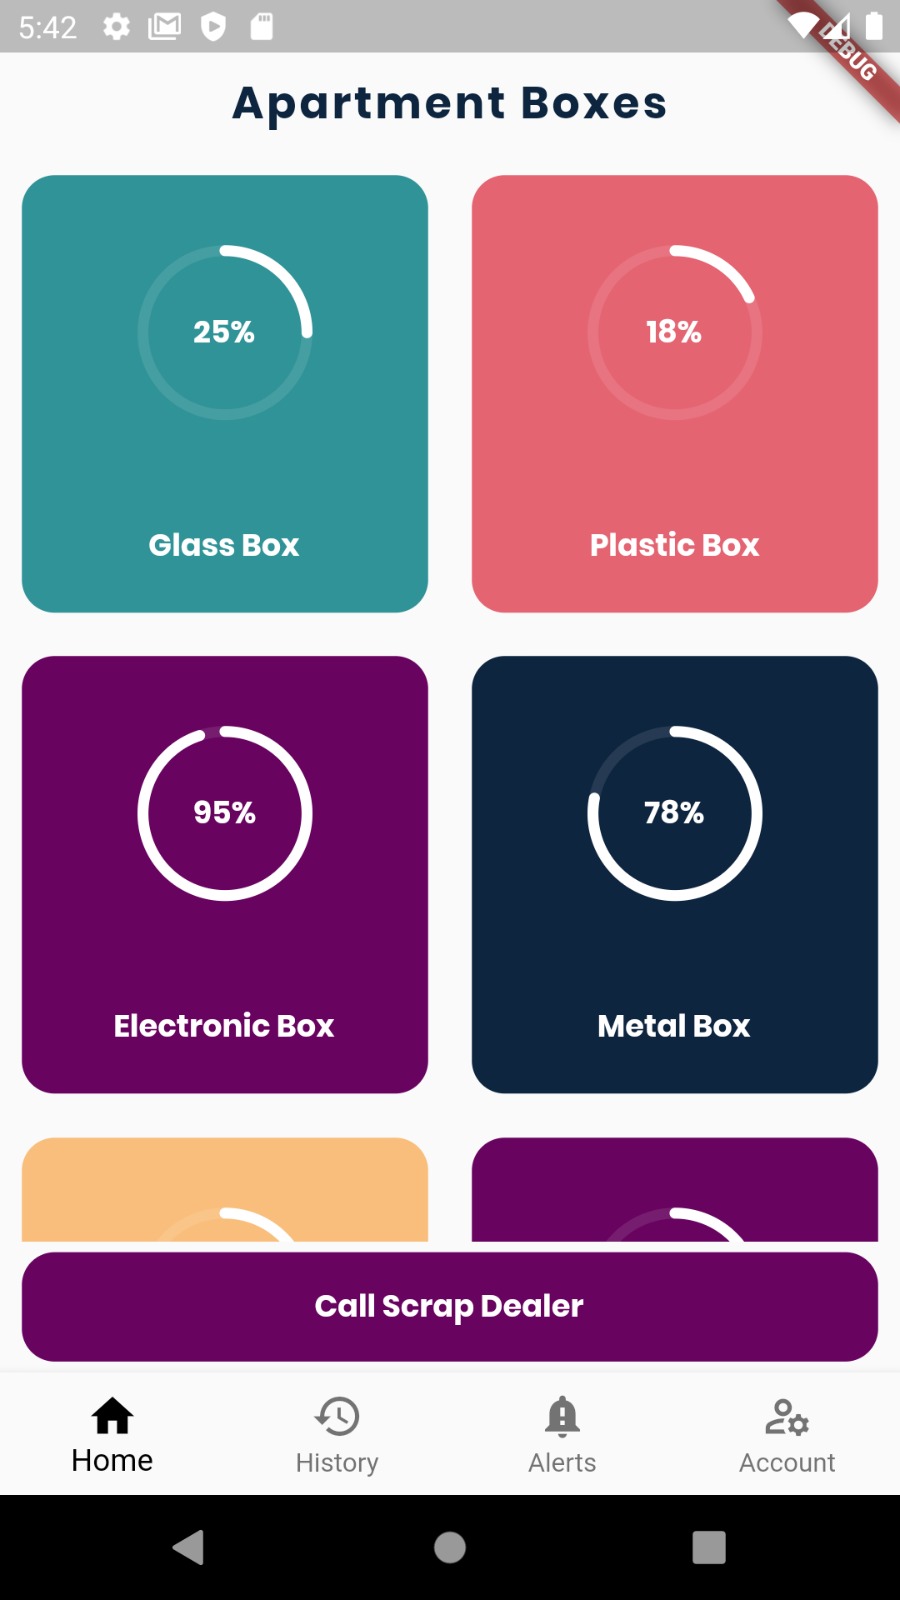 5:42
DEBUG
Apartment Boxes
25%
18%
Glass Box
Plastic Box
95%
78%
Electronic Box
Metal Box
Call Scrap Dealer
Home
History
Alerts
Account